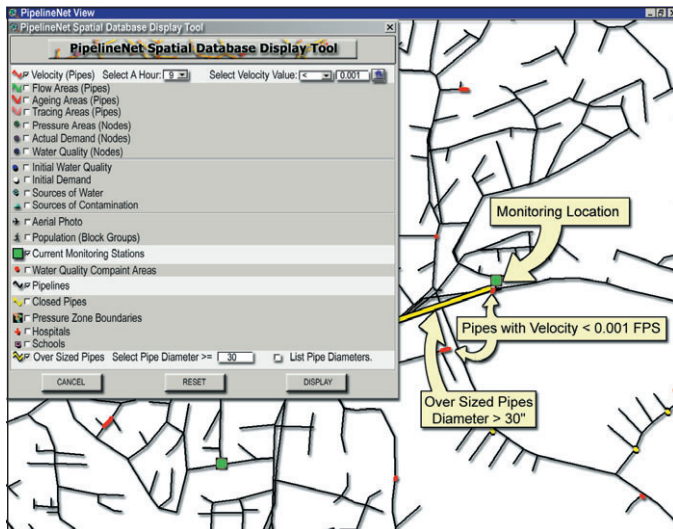 PipelineNet View
PipelineNet Spatial Database Display Tool
PipelineNet Spatial Database Display Tool
Velocity (Pipes) Select A Hour: 9 Select Velocity Value: < 0.001
Flow Areas (Pipes)
Ageing Areas (Pipes)
Tracing Areas (Pipes)
Pressure Areas (Nodes)
Actual Demand (Nodes)
Water Quality (Nodes)
Initial Water Quality
Initial Demand
Sources of Water
Sources of Contamination
Aerial Photo
Population (Block Groups)
Current Monitoring Stations
Water Quality Compaint Areas
Pipelines
Closed Pipes
Pressure Zone Boundaries
Hospitals
Schools
Over Sized Pipes Select Pipe Diameter >= 30 List Pipe Diameters.
CANCEL RESET DISPLAY
Monitoring Location
Pipes with Velocity < 0.001 FPS
Over Sized Pipes
Diameter > 30"